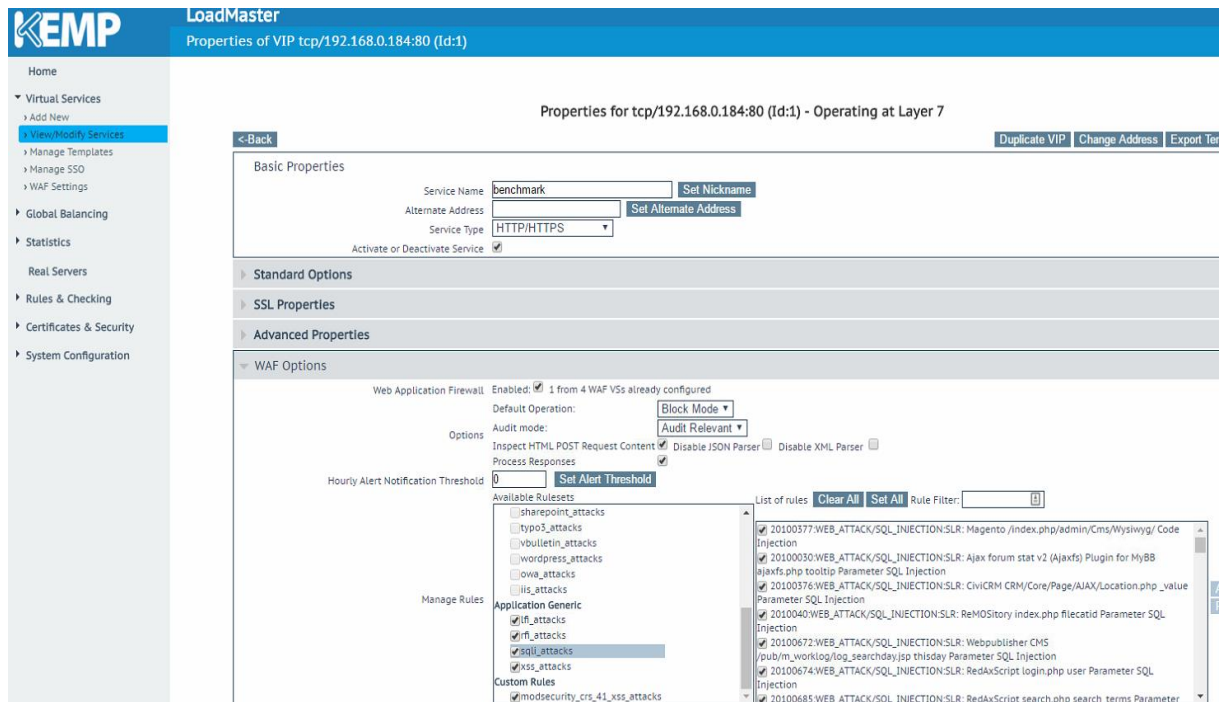 KEMP
LoadMaster
Properties of VIP tcp/192.168.0.184:80 (Id:1)
Home
Virtual Services
Add New
View/Modify Services
Manage Templates
Manage SSO
WAF Settings
Global Balancing
Statistics
Real Servers
Rules & Checking
Certificates & Security
System Configuration
Properties for tcp/192.168.0.184:80 (Id:1) - Operating at Layer 7
<-Back
Duplicate VIP Change Address Export Ter
Basic Properties
Service Name benchmark Set Nickname
Alternate Address Set Alternate Address
Service Type HTTP/HTTPS
Activate or Deactivate Service
Standard Options
SSL Properties
Advanced Properties
WAF Options
Web Application Firewall Enabled: 1 from 4 WAF VSs already configured
Default Operation: Block Mode
Options
Audit mode: Audit Relevant
Inspect HTML POST Request Content Disable JSON Parser Disable XML Parser
Process Responses
Hourly Alert Notification Threshold 0 Set Alert Threshold
Available Rulesets
sharepoint_attacks
typo3_attacks
vbulletin_attacks
wordpress_attacks
owa_attacks
iis_attacks
Manage Rules
Application Generic
lfi_attacks
rfi_attacks
sqli_attacks
xss_attacks
Custom Rules
modsecurity_crs_41_xss_attacks
List of rules Clear All Set All Rule Filter:
20100377:WEB_ATTACK/SQL_INJECTION:SLR: Magento /index.php/admin/Cms/Wysiwyg/ Code
Injection
20100030:WEB_ATTACK/SQL_INJECTION:SLR: Ajax forum stat v2 (Ajaxfs) Plugin for MyBB
ajaxfs.php tooltip Parameter SQL Injection
20100376:WEB_ATTACK/SQL_INJECTION:SLR: CiviCRM CRM/Core/Page/AJAX/Location.php _value
Parameter SQL Injection
2010040:WEB_ATTACK/SQL_INJECTION:SLR: ReMOSitory index.php filecatid Parameter SQL
Injection
20100672:WEB_ATTACK/SQL_INJECTION:SLR: Webpublisher CMS
/pub/m_worklog/log_searchday.jsp thisday Parameter SQL Injection
20100674:WEB_ATTACK/SQL_INJECTION:SLR: RedAxScript login.php user Parameter SQL
Injection
20100685:WEB_ATTACK/SQL_INJECTION:SLR: RedAxScript search.php search_terms Parameter